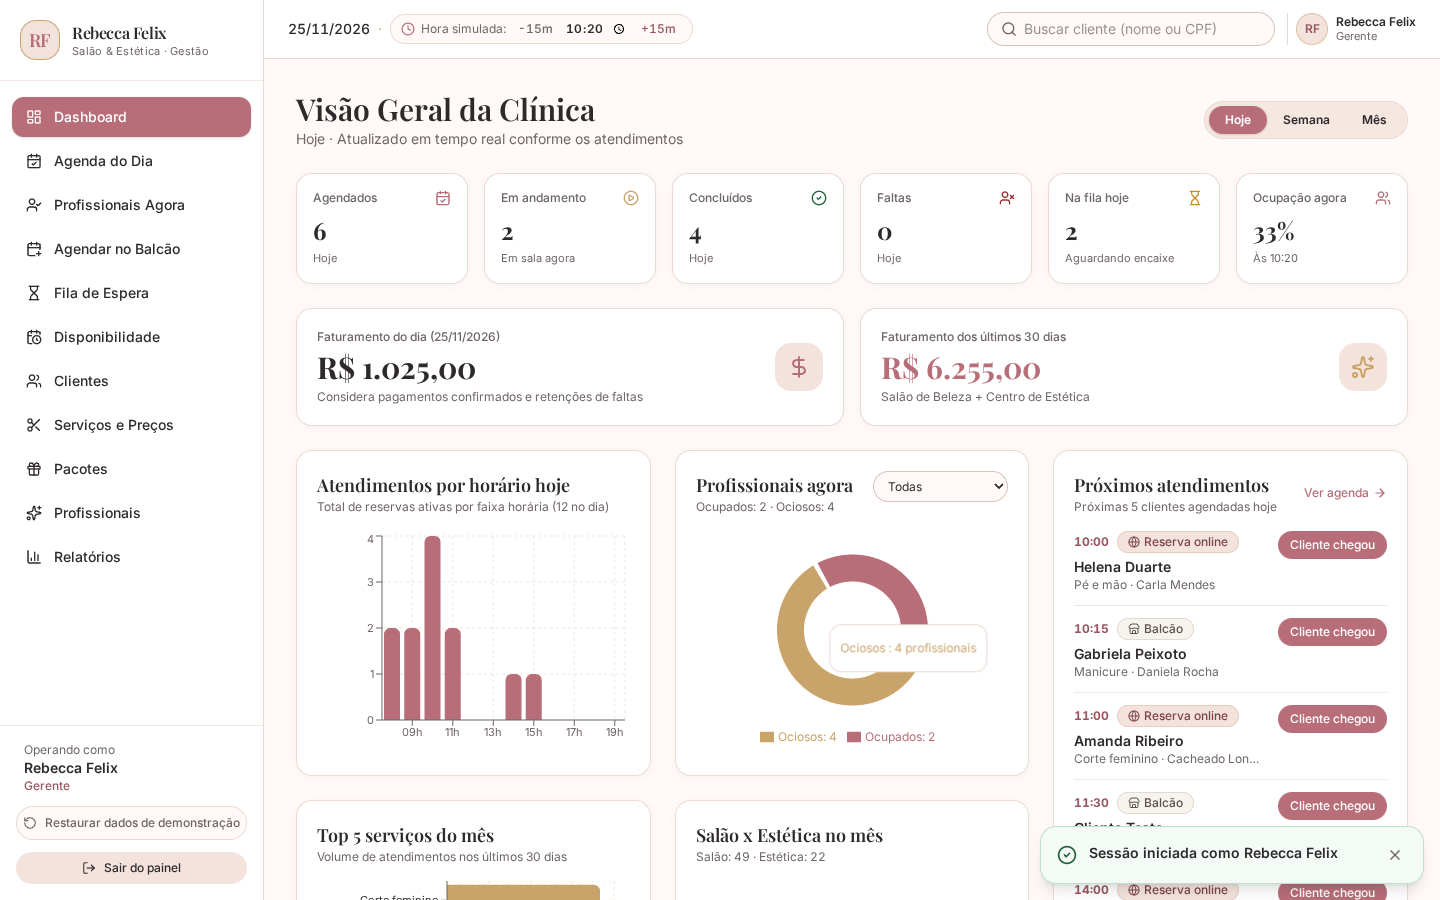 RF
Rebecca Felix
Salão & Estética · Gestão
Dashboard
Agenda do Dia
Profissionais Agora
Agendar no Balcão
Fila de Espera
Disponibilidade
Clientes
Serviços e Preços
Pacotes
Profissionais
Relatórios
Operando como
Rebecca Felix
Gerente
Restaurar dados de demonstração
Sair do painel
25/11/2026 · Hora simulada: -15m 10:20 +15m
Buscar cliente (nome ou CPF)
RF
Rebecca Felix
Gerente
Visão Geral da Clínica
Hoje · Atualizado em tempo real conforme os atendimentos
Hoje Semana Mês
Agendados
6
Hoje
Em andamento
2
Em sala agora
Concluídos
4
Hoje
Faltas
0
Hoje
Na fila hoje
2
Aguardando encaixe
Ocupação agora
33%
Às 10:20
Faturamento do dia (25/11/2026)
R$ 1.025,00
Considera pagamentos confirmados e retenções de faltas
Faturamento dos últimos 30 dias
R$ 6.255,00
Salão de Beleza + Centro de Estética
Atendimentos por horário hoje
Total de reservas ativas por faixa horária (12 no dia)
4
3
2
1
0
09h 11h 13h 15h 17h 19h
Profissionais agora
Todas
Ocupados: 2 · Ociosos: 4
Ociosos : 4 profissionais
Ociosos: 4 Ocupados: 2
Próximos atendimentos
Próximas 5 clientes agendadas hoje
Ver agenda
10:00 Reserva online
Cliente chegou
Helena Duarte
Pé e mão · Carla Mendes
10:15 Balcão
Cliente chegou
Gabriela Peixoto
Manicure · Daniela Rocha
11:00 Reserva online
Cliente chegou
Amanda Ribeiro
Corte feminino · Cacheado Lon...
11:30 Balcão
Cliente chegou
Cliente Teste
14:00 Reserva online
Cliente chegou
Top 5 serviços do mês
Volume de atendimentos nos últimos 30 dias
Corte feminino
Salão x Estética no mês
Salão: 49 · Estética: 22
Sessão iniciada como Rebecca Felix